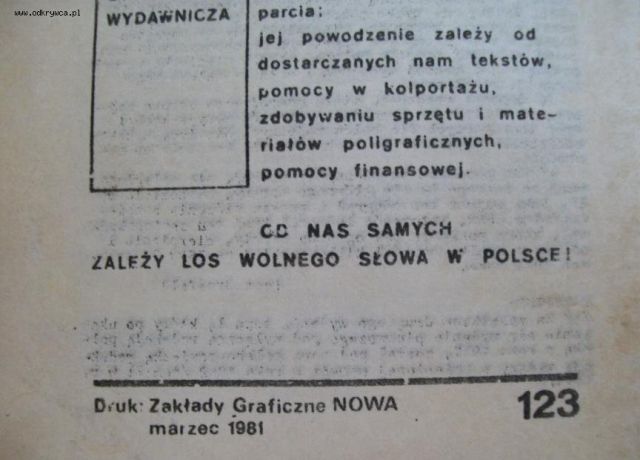 www.odkrywca.pl
WYDAWNICZA
parcia:
jej powodzenie zależy od
dostarczanych nam tekstów,
pomocy w kolportażu,
zdobywaniu sprzętu i mate-
riałów poligraficznych,
pomocy finansowej.
OD NAS SAMYCH
ZALEŻY LOS WOLNEGO SŁOWA W POLSCE!
Druk: Zakłady Graficzne NOWA
marzec 1981
123